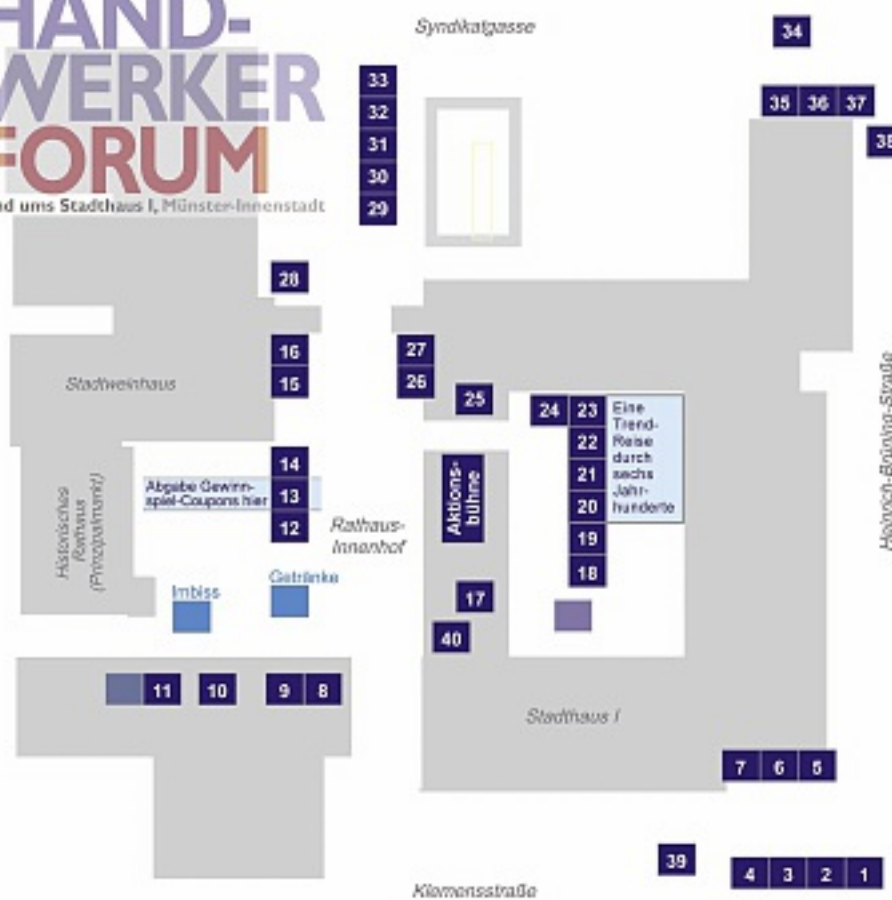 HAND-
WERKER
FORUM
nd ums Stadthaus I, Münster-Innenstadt
Syndikatgasse
34
33
32
31
30
29
35 36 37
38
28
16
15
27
26
25
Stadtweinhaus
24 23
22
21
20
19
18
Eine
Trend-
Reise
durch
sechs
Jahr-
hunderte
14
13
12
Abgabe Gewinn-
spiel-Coupons hier
Historisches
Rathaus
(Prinzipalmarkt)
Rathaus-
Innenhof
Aktions-
bühne
Heinrich-Brüning-Straße
Imbiss
Getränke
17
40
11 10 9 8
Stadthaus I
7 6 5
39
4 3 2 1
Klemensstraße